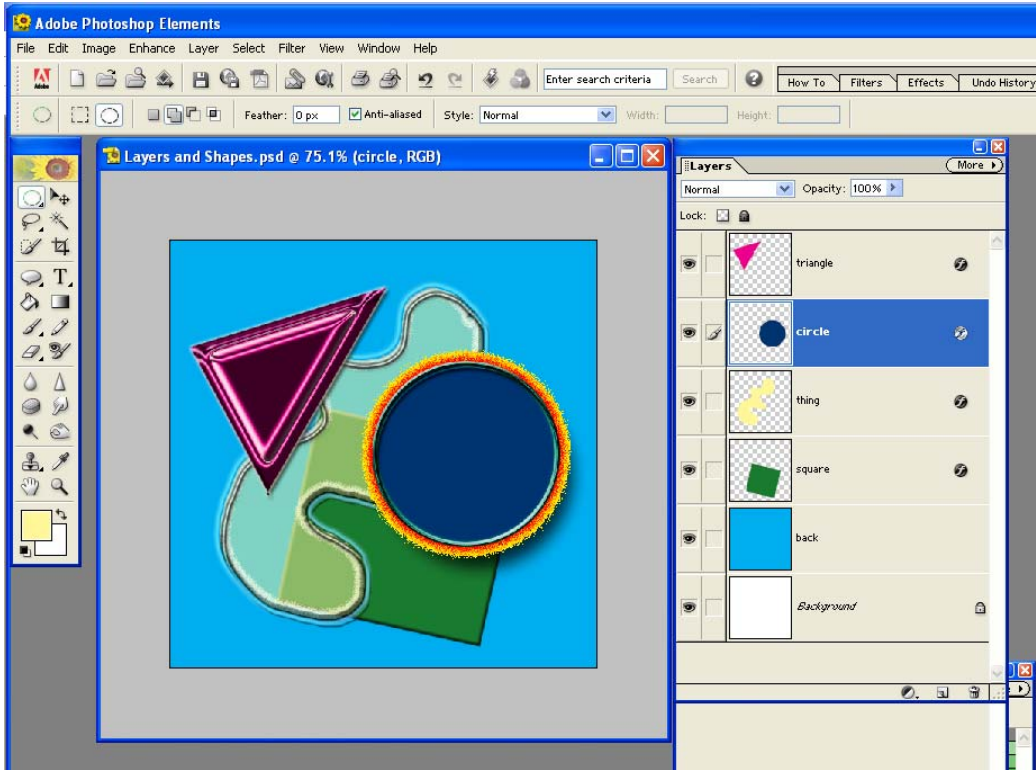 Adobe Photoshop Elements
File Edit Image Enhance Layer Select Filter View Window Help
Enter search criteria Search How To Filters Effects Undo History
Feather: 0 px Anti-aliased Style: Normal Width: Height:
Layers and Shapes.psd @ 75.1% (circle, RGB)
Layers More
Normal Opacity: 100%
Lock:
triangle
circle
thing
square
back
Background